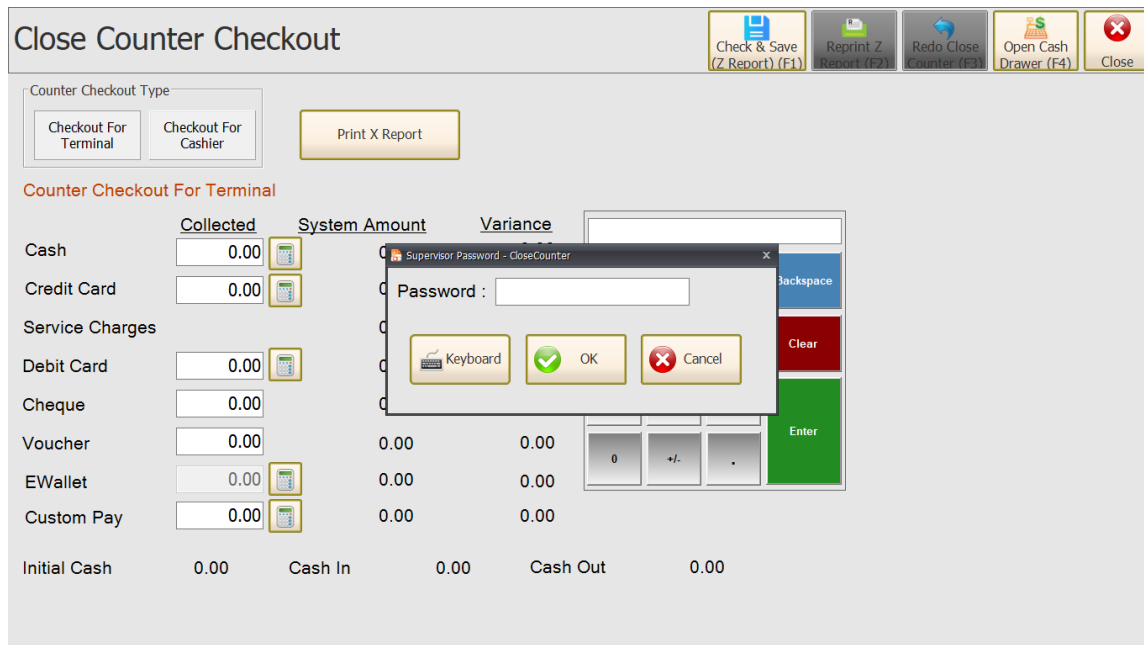 Close Counter Checkout
Check & Save
(Z Report) (F1)
Reprint Z
Report (F2)
Redo Close
Counter (F3)
Open Cash
Drawer (F4)
Close
Counter Checkout Type
Checkout For
Terminal
Checkout For
Cashier
Print X Report
Counter Checkout For Terminal
Collected System Amount Variance
Cash 0.00
Supervisor Password - CloseCounter x
Password :
Keyboard OK Cancel
Backspace
Clear
Enter
0 +/- .
Credit Card 0.00
Service Charges
Debit Card 0.00
Cheque 0.00
Voucher 0.00 0.00 0.00
EWallet 0.00 0.00 0.00
Custom Pay 0.00 0.00 0.00
Initial Cash 0.00 Cash In 0.00 Cash Out 0.00